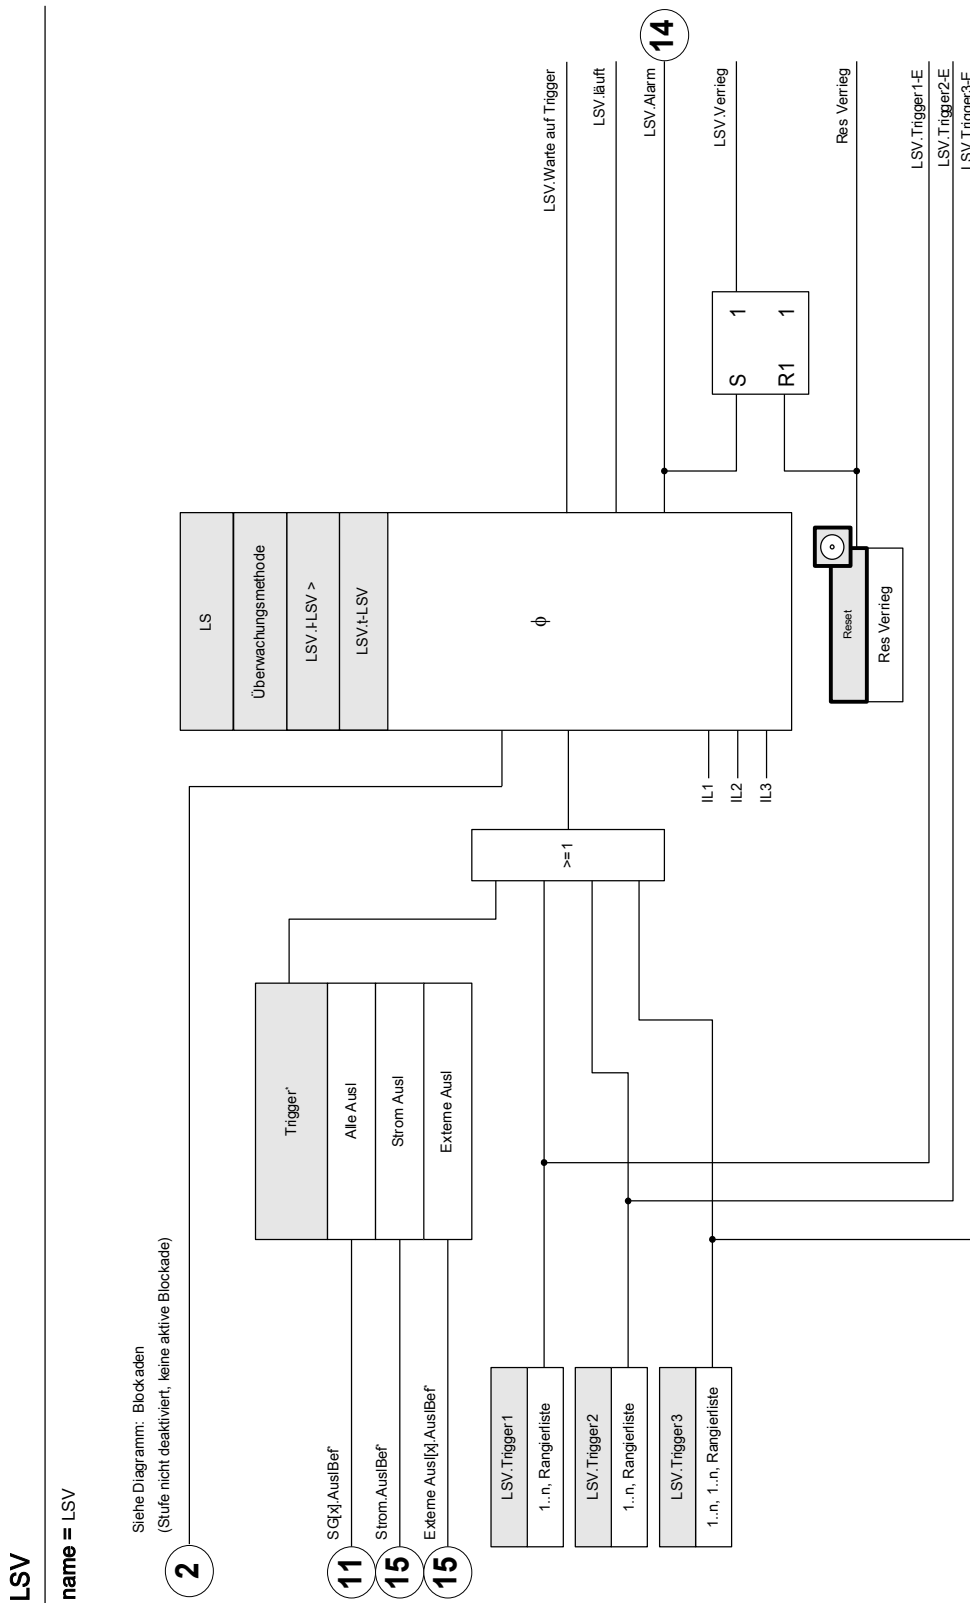 LSV
name = LSV
Siehe Diagramm: Blockaden
(Stufe nicht deaktiviert, keine aktive Blockade)
2
SG[x].AuslBef*
11
Strom.AuslBef*
15
Externe Ausl[x].AuslBef*
15
Trigger*
Alle Ausl
Strom Ausl
Externe Ausl
LSV.Trigger1
1..n, Rangierliste
LSV.Trigger2
1..n, Rangierliste
LSV.Trigger3
1..n, 1..n, Rangierliste
>=1
IL1
IL2
IL3
LS
Überwachungsmethode
LSV.I-LSV >
LSV.t-LSV
φ
Reset
Res Verrieg
S 1
R1 1
LSV.Warte auf Trigger
LSV.läuft
LSV.Alarm
14
LSV.Verrieg
Res Verrieg
LSV.Trigger1-E
LSV.Trigger2-E
LSV.Trigger3-E